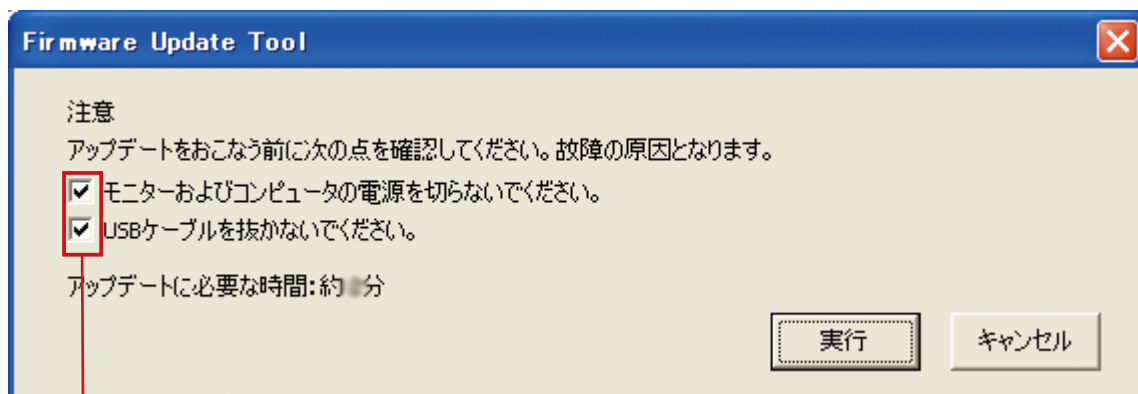 Firmware Update Tool
注意
アップデートをおこなう前に次の点を確認してください。故障の原因となります。
モニターおよびコンピュータの電源を切らないでください。
USBケーブルを抜かないでください。
アップデートに必要な時間：約 分
実行 キャンセル